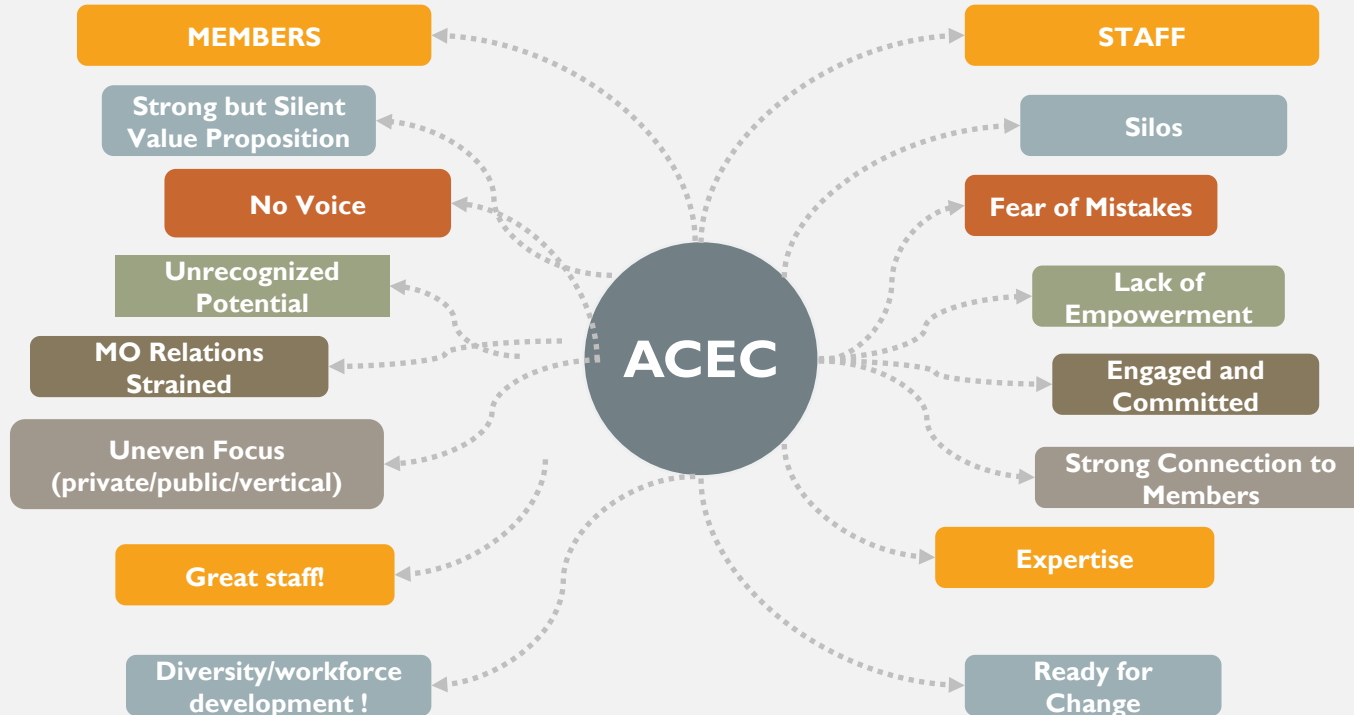 MEMBERS
Strong but Silent
Value Proposition
No Voice
Unrecognized
Potential
MO Relations
Strained
Uneven Focus
(private/public/vertical)
Great staff!
Diversity/workforce
development !
ACEC
STAFF
Silos
Fear of Mistakes
Lack of
Empowerment
Engaged and
Committed
Strong Connection to
Members
Expertise
Ready for
Change